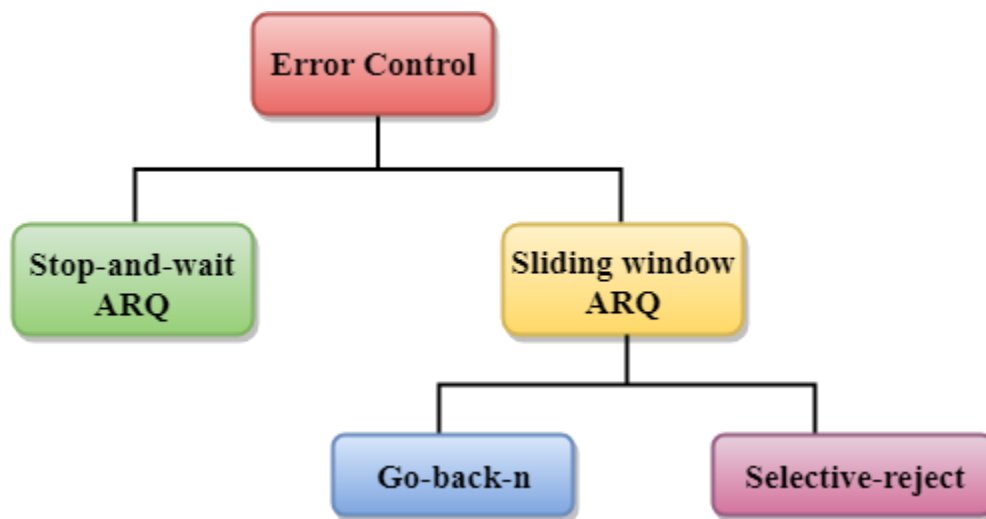 Error Control
Stop-and-wait
ARQ
Sliding window
ARQ
Go-back-n
Selective-reject